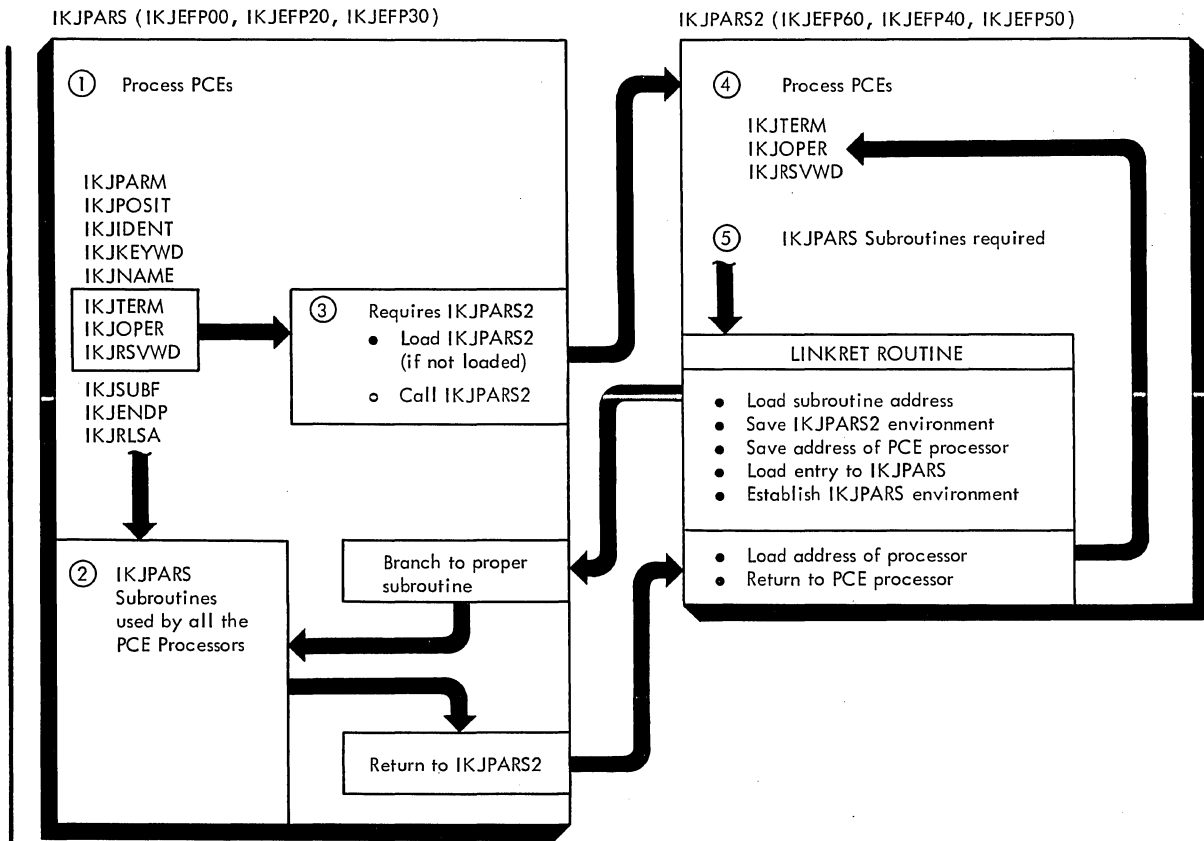 IKJPARS (IKJEFP00, IKJEFP20, IKJEFP30)
① Process PCEs
IKJPARM
IKJPOSIT
IKJIDENT
IKJKEYWD
IKJNAME
IKJTERM
IKJOPER
IKJRSVWD
IKJSUBF
IKJENDP
IKJRLSA
③ Requires IKJPARS2
• Load IKJPARS2
(if not loaded)
o Call IKJPARS2
② IKJPARS
Subroutines
used by all the
PCE Processors
Branch to proper
subroutine
Return to IKJPARS2
IKJPARS2 (IKJEFP60, IKJEFP40, IKJEFP50)
④ Process PCEs
IKJTERM
IKJOPER
IKJRSVWD
⑤ IKJPARS Subroutines required
LINKRET ROUTINE
• Load subroutine address
• Save IKJPARS2 environment
• Save address of PCE processor
• Load entry to IKJPARS
• Establish IKJPARS environment
• Load address of processor
• Return to PCE processor